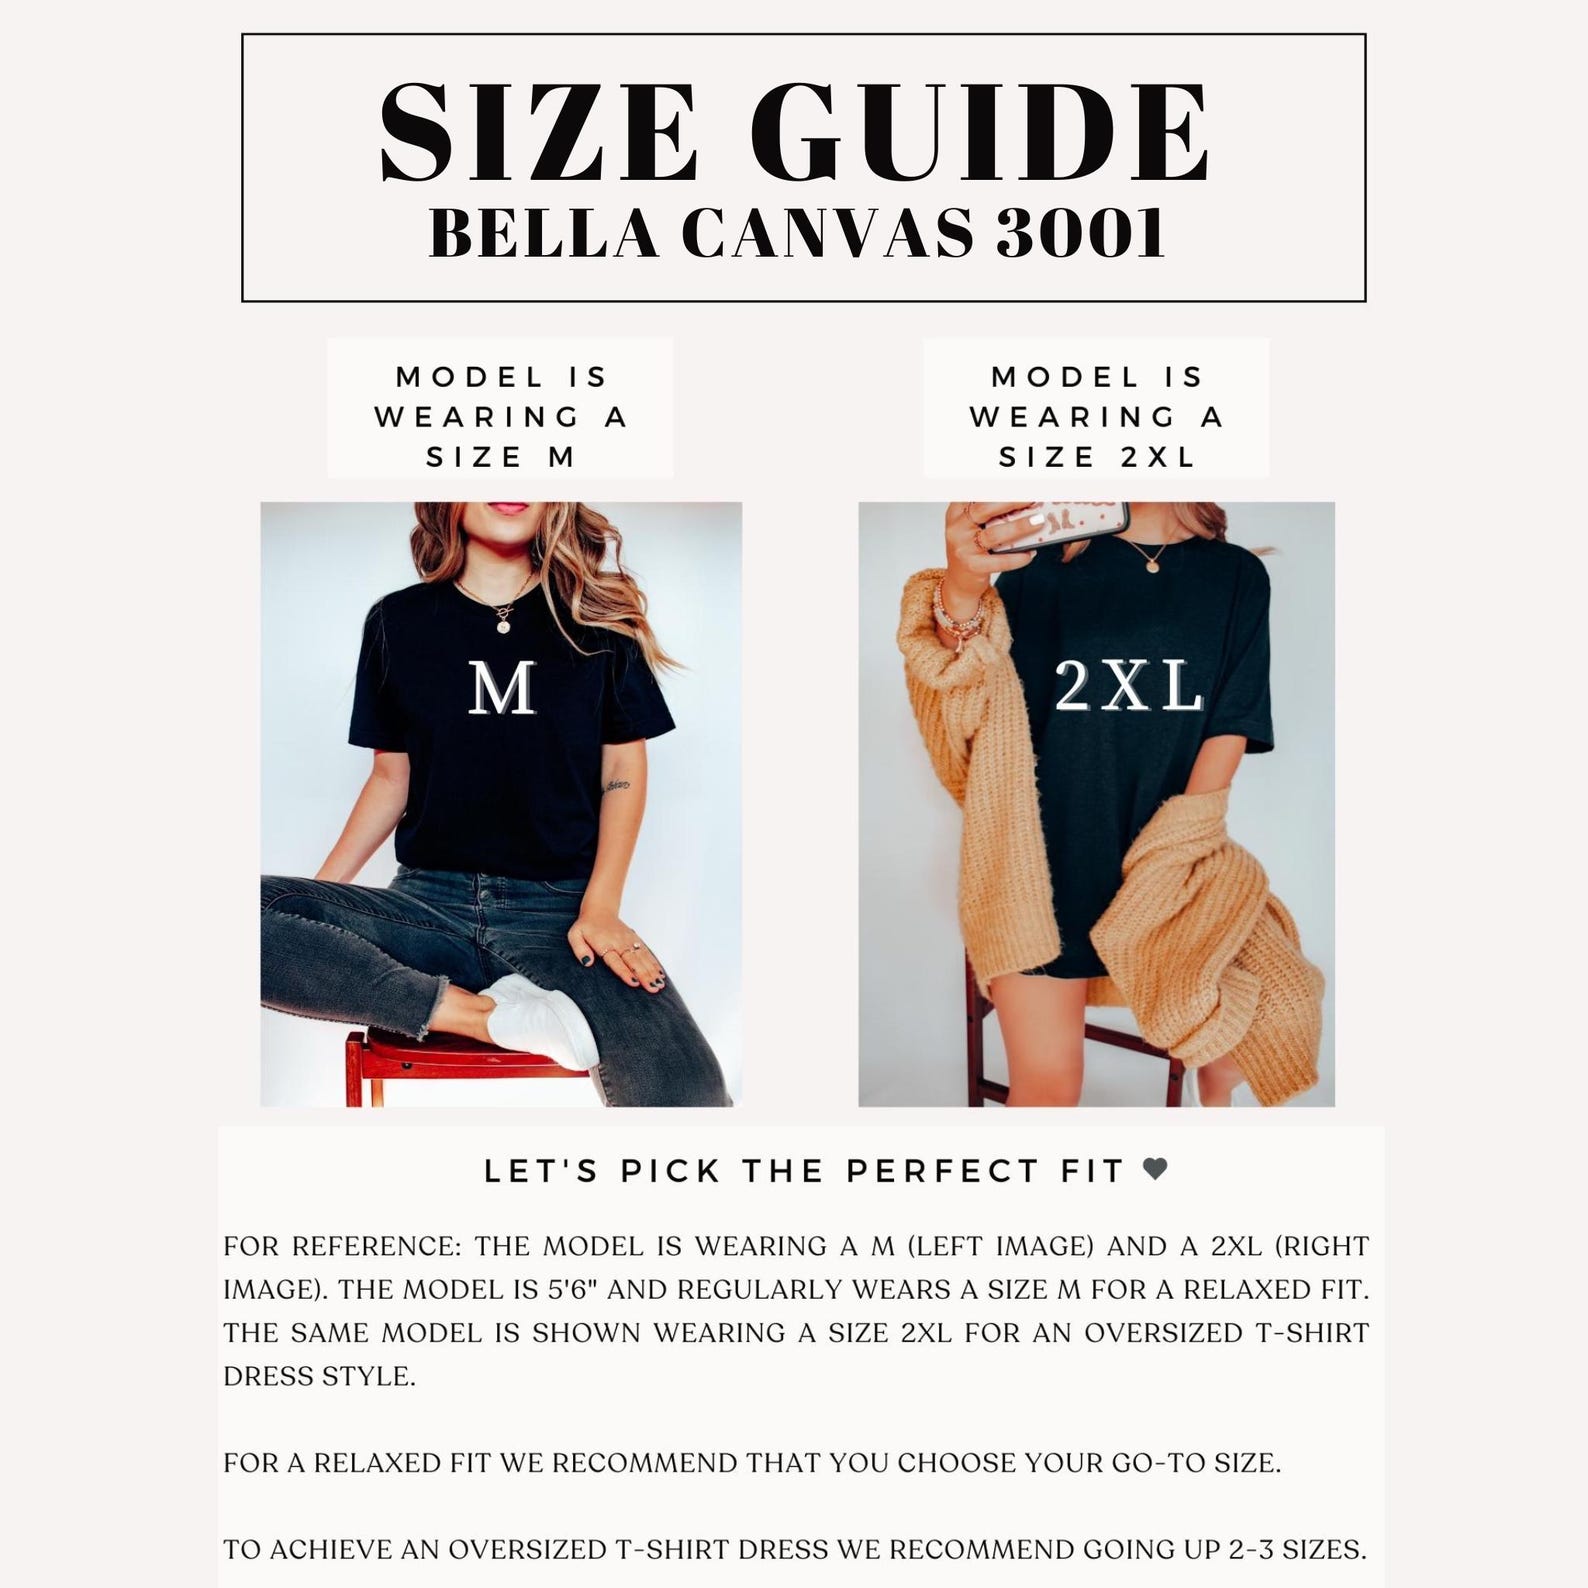 SIZE GUIDE
BELLA CANVAS 3001
MODEL IS
WEARING A
SIZE M
MODEL IS
WEARING A
SIZE 2XL
M
2XL
LET'S PICK THE PERFECT FIT 🖤
FOR REFERENCE: THE MODEL IS WEARING A M (LEFT IMAGE) AND A 2XL (RIGHT
IMAGE). THE MODEL IS 5'6" AND REGULARLY WEARS A SIZE M FOR A RELAXED FIT.
THE SAME MODEL IS SHOWN WEARING A SIZE 2XL FOR AN OVERSIZED T-SHIRT
DRESS STYLE.
FOR A RELAXED FIT WE RECOMMEND THAT YOU CHOOSE YOUR GO-TO SIZE.
TO ACHIEVE AN OVERSIZED T-SHIRT DRESS WE RECOMMEND GOING UP 2-3 SIZES.